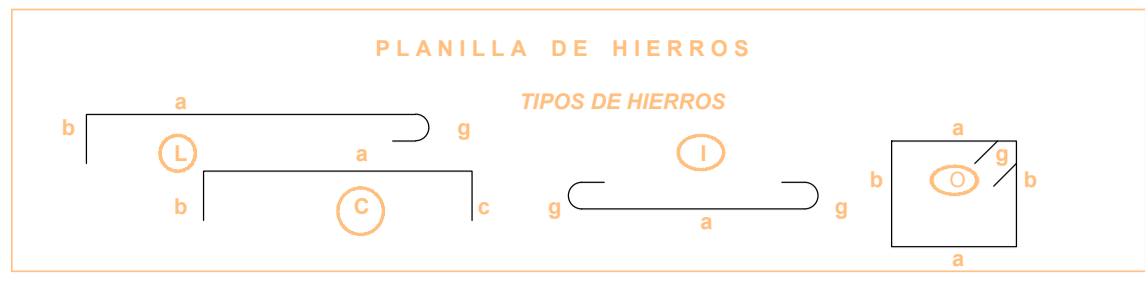 PLANILLA DE HIERROS
TIPOS DE HIERROS
a
b
g
L
a
b
C
c
I
g
a
g
a
g
b
O
b
a